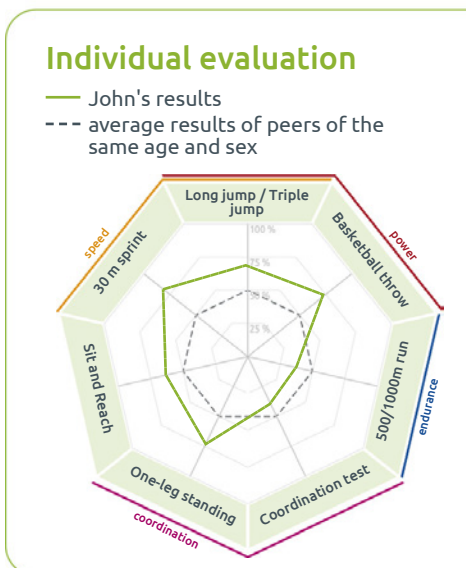 Individual evaluation
John's results
average results of peers of the
same age and sex
Long jump / Triple
jump
100 %
75 %
50 %
25 %
speed
30 m sprint
Basketball throw
power
Sit and Reach
500/1000m run
endurance
One-leg standing
Coordination test
coordination